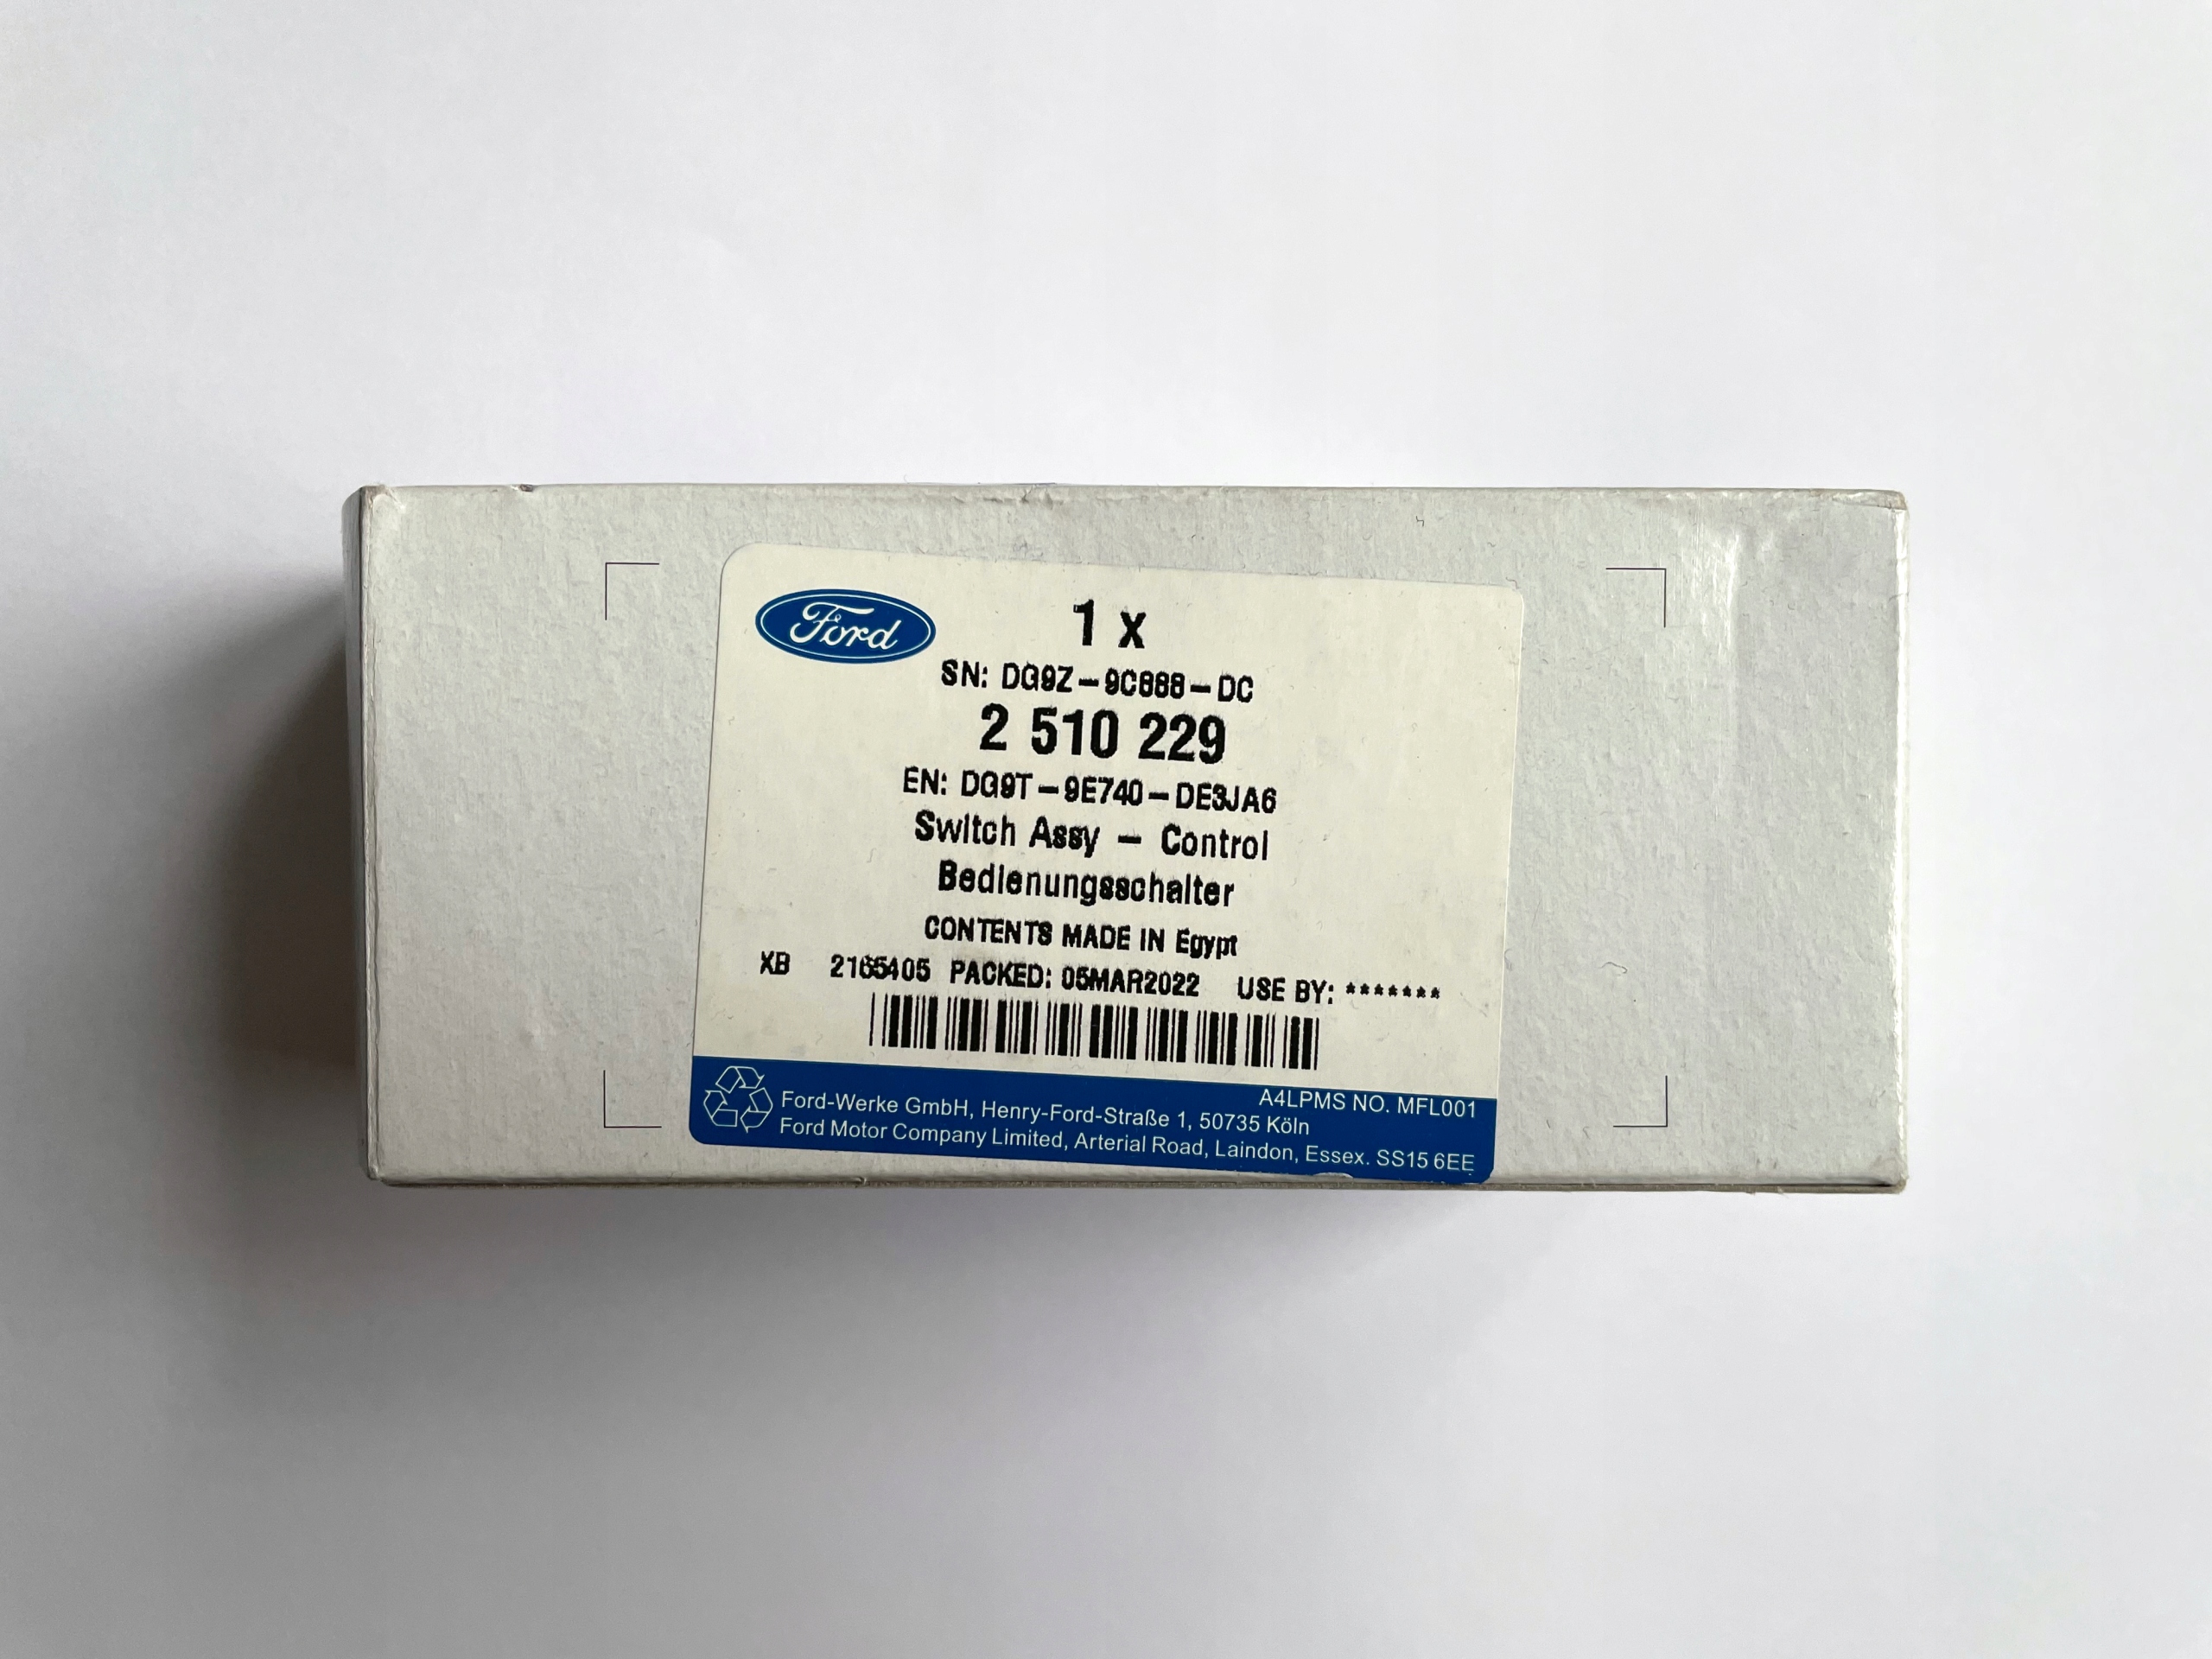 Ford
1 x
SN: DG9Z-9C888-DC
2 510 229
EN: DG9T-9E740-DE3JA6
Switch Assy - Control
Bedienungsschalter
CONTENTS MADE IN Egypt
XB 2165405 PACKED: 05MAR2022 USE BY: *******
A4LPMS NO. MFL001
Ford-Werke GmbH, Henry-Ford-Straße 1, 50735 Köln
Ford Motor Company Limited, Arterial Road, Laindon, Essex. SS15 6EE